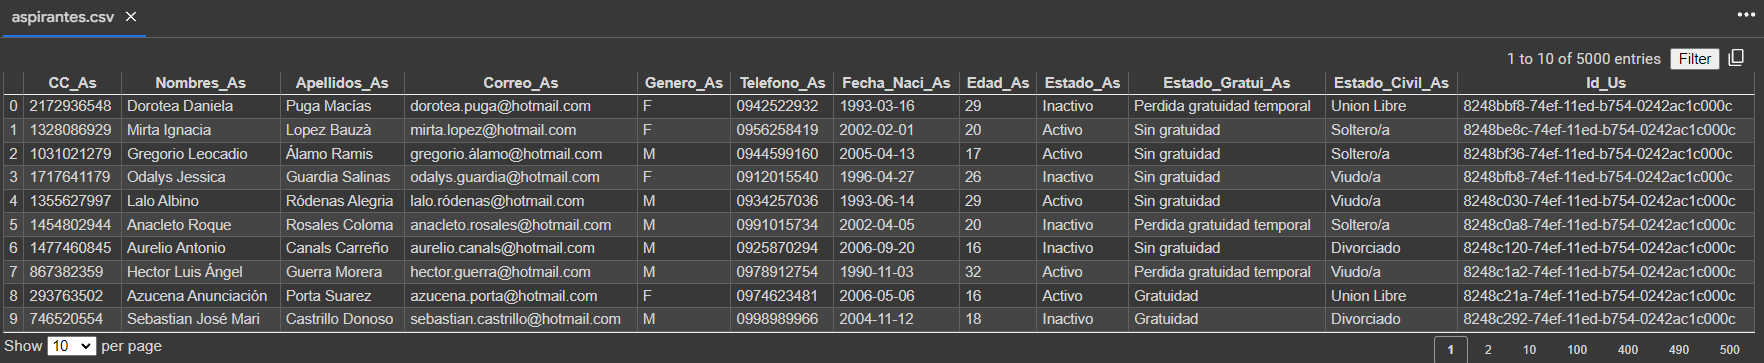 aspirantes.csv ×
1 to 10 of 5000 entries Filter
CC_As Nombres_As Apellidos_As Correo_As Genero_As Telefono_As Fecha_Naci_As Edad_As Estado_As Estado_Gratui_As Estado_Civil_As Id_Us
0 2172936548 Dorotea Daniela Puga Macías dorotea.puga@hotmail.com F 0942522932 1993-03-16 29 Inactivo Perdida gratuidad temporal Union Libre 8248bbf8-74ef-11ed-b754-0242ac1c000c
1 1328086929 Mirta Ignacia Lopez Bauzà mirta.lopez@hotmail.com F 0956258419 2002-02-01 20 Activo Sin gratuidad Soltero/a 8248be8c-74ef-11ed-b754-0242ac1c000c
2 1031021279 Gregorio Leocadio Álamo Ramis gregorio.álamo@hotmail.com M 0944599160 2005-04-13 17 Activo Sin gratuidad Soltero/a 8248bf36-74ef-11ed-b754-0242ac1c000c
3 1717641179 Odalys Jessica Guardia Salinas odalys.guardia@hotmail.com F 0912015540 1996-04-27 26 Inactivo Sin gratuidad Viudo/a 8248bfb8-74ef-11ed-b754-0242ac1c000c
4 1355627997 Lalo Albino Ródenas Alegria lalo.ródenas@hotmail.com M 0934257036 1993-06-14 29 Activo Sin gratuidad Viudo/a 8248c030-74ef-11ed-b754-0242ac1c000c
5 1454802944 Anacleto Roque Rosales Coloma anacleto.rosales@hotmail.com M 0991015734 2002-04-05 20 Inactivo Perdida gratuidad temporal Soltero/a 8248c0a8-74ef-11ed-b754-0242ac1c000c
6 1477460845 Aurelio Antonio Canals Carreño aurelio.canals@hotmail.com M 0925870294 2006-09-20 16 Inactivo Sin gratuidad Divorciado 8248c120-74ef-11ed-b754-0242ac1c000c
7 867382359 Hector Luis Ángel Guerra Morera hector.guerra@hotmail.com M 0978912754 1990-11-03 32 Activo Perdida gratuidad temporal Viudo/a 8248c1a2-74ef-11ed-b754-0242ac1c000c
8 293763502 Azucena Anunciación Porta Suarez azucena.porta@hotmail.com F 0974623481 2006-05-06 16 Activo Gratuidad Union Libre 8248c21a-74ef-11ed-b754-0242ac1c000c
9 746520554 Sebastian José Mari Castrillo Donoso sebastian.castrillo@hotmail.com M 0998989966 2004-11-12 18 Inactivo Gratuidad Divorciado 8248c292-74ef-11ed-b754-0242ac1c000c
Show 10 per page 1 2 10 100 400 490 500